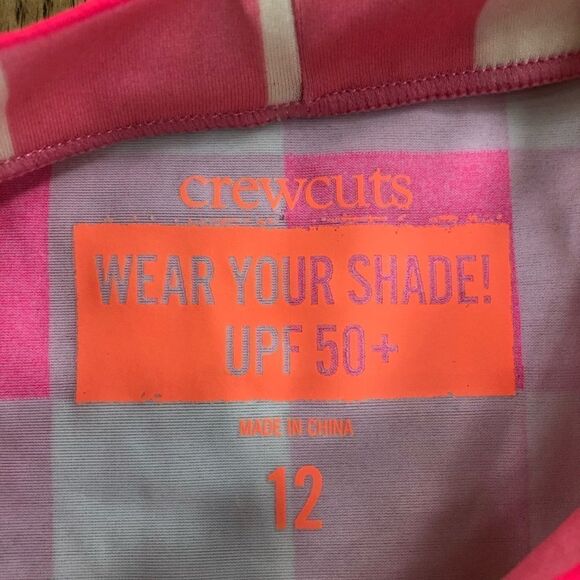 crewcuts
WEAR YOUR SHADE!
UPF 50+
MADE IN CHINA
12